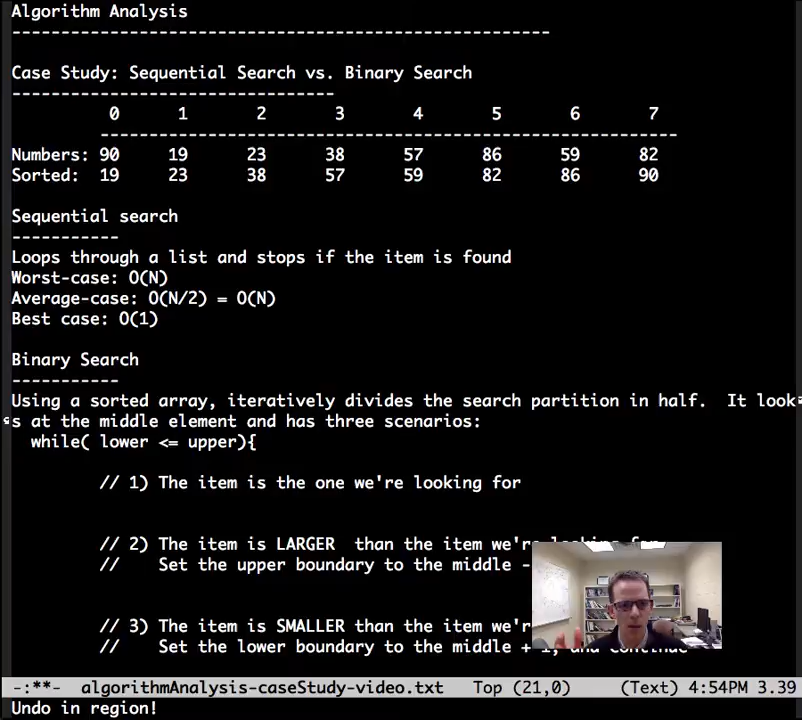 Algorithm Analysis
-------------------------------------------------------
Case Study: Sequential Search vs. Binary Search
---------------------------------
0 1 2 3 4 5 6 7
-----------------------------------------------------------
Numbers: 90 19 23 38 57 86 59 82
Sorted: 19 23 38 57 59 82 86 90
Sequential search
-----------
Loops through a list and stops if the item is found
Worst-case: O(N)
Average-case: O(N/2) = O(N)
Best case: O(1)
Binary Search
-----------
Using a sorted array, iteratively divides the search partition in half. It look
s at the middle element and has three scenarios:
while( lower <= upper){
// 1) The item is the one we're looking for
// 2) The item is LARGER than the item we're looking for
// Set the upper boundary to the middle -
// 3) The item is SMALLER than the item we'r
// Set the lower boundary to the middle + 1, and continue
-:**- algorithmAnalysis-caseStudy-video.txt Top (21,0) (Text) 4:54PM 3.39
Undo in region!